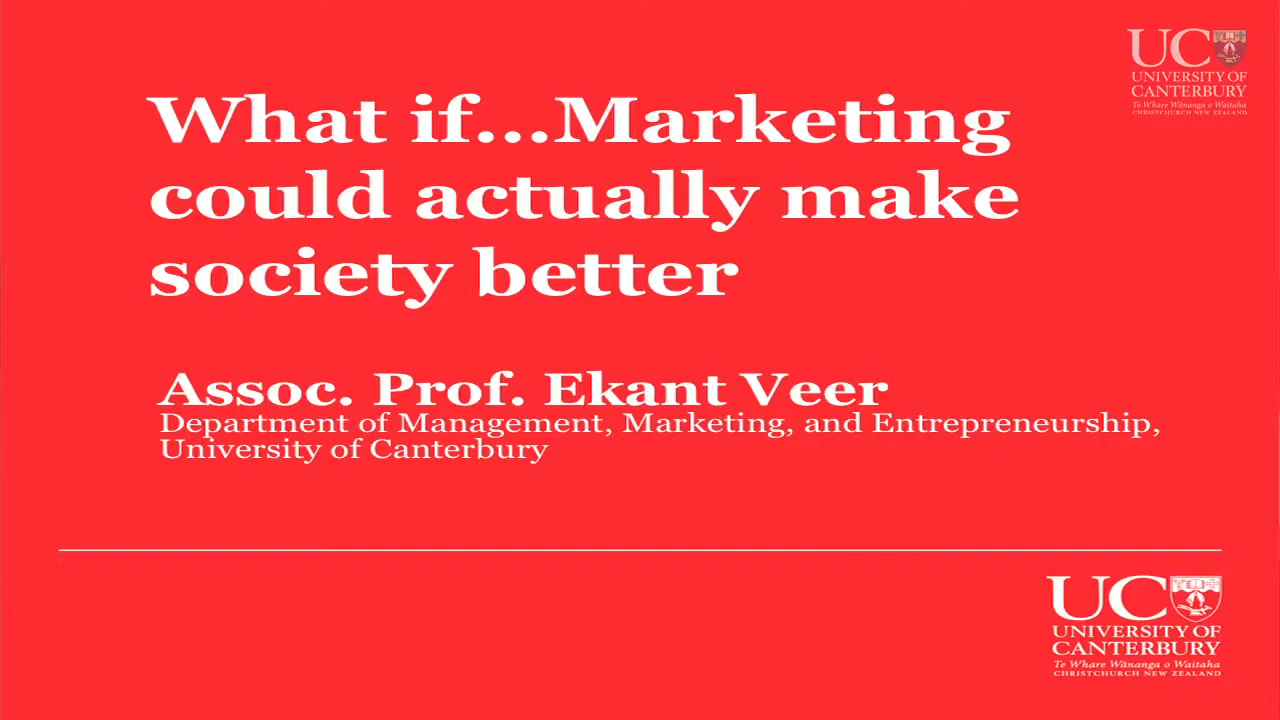 UC
UNIVERSITY OF
CANTERBURY
Te Whare Wānanga o Waitaha
CHRISTCHURCH NEW ZEALAND
What if...Marketing
could actually make
society better
Assoc. Prof. Ekant Veer
Department of Management, Marketing, and Entrepreneurship,
University of Canterbury
UC
UNIVERSITY OF
CANTERBURY
Te Whare Wānanga o Waitaha
CHRISTCHURCH NEW ZEALAND